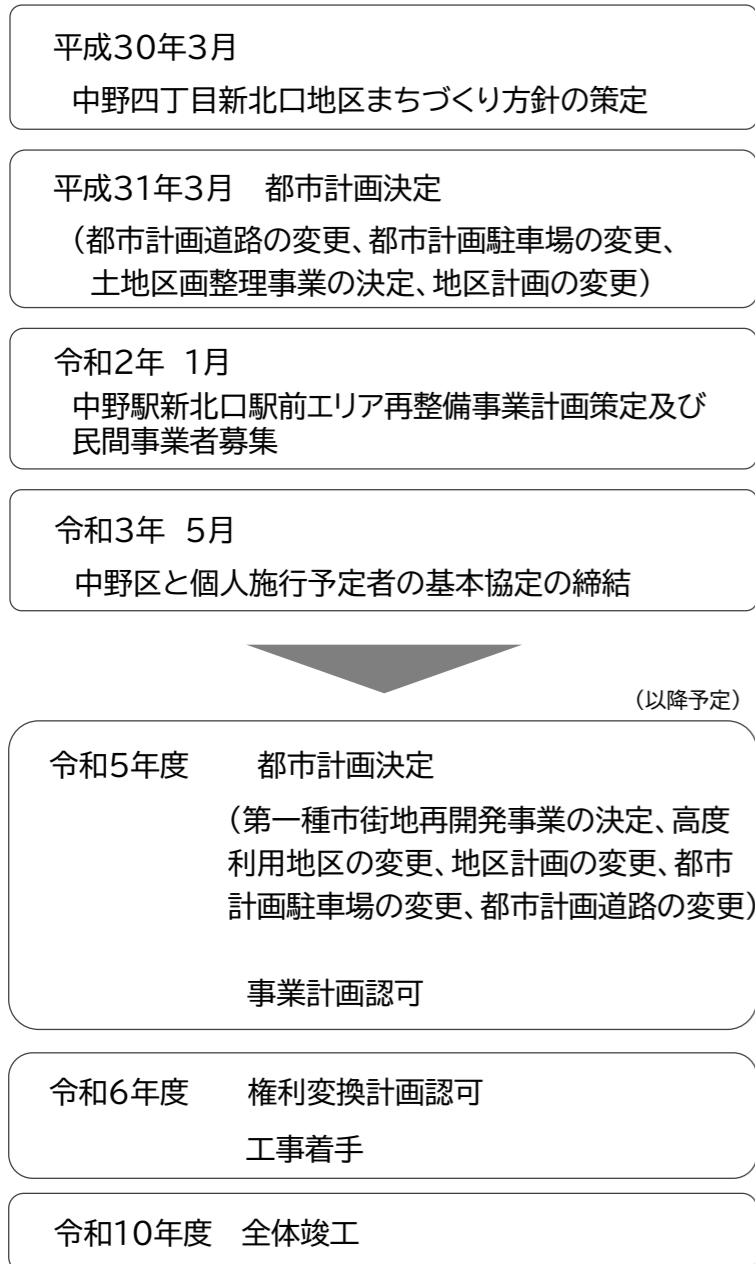 平成30年3月
中野四丁目新北口地区まちづくり方針の策定
平成31年3月　都市計画決定
（都市計画道路の変更、都市計画駐車場の変更、
土地区画整理事業の決定、地区計画の変更）
令和2年 1月
中野駅新北口駅前エリア再整備事業計画策定及び
民間事業者募集
令和3年 5月
中野区と個人施行予定者の基本協定の締結
（以降予定）
令和5年度　　都市計画決定
（第一種市街地再開発事業の決定、高度
利用地区の変更、地区計画の変更、都市
計画駐車場の変更、都市計画道路の変更）
事業計画認可
令和6年度　　権利変換計画認可
工事着手
令和10年度　全体竣工